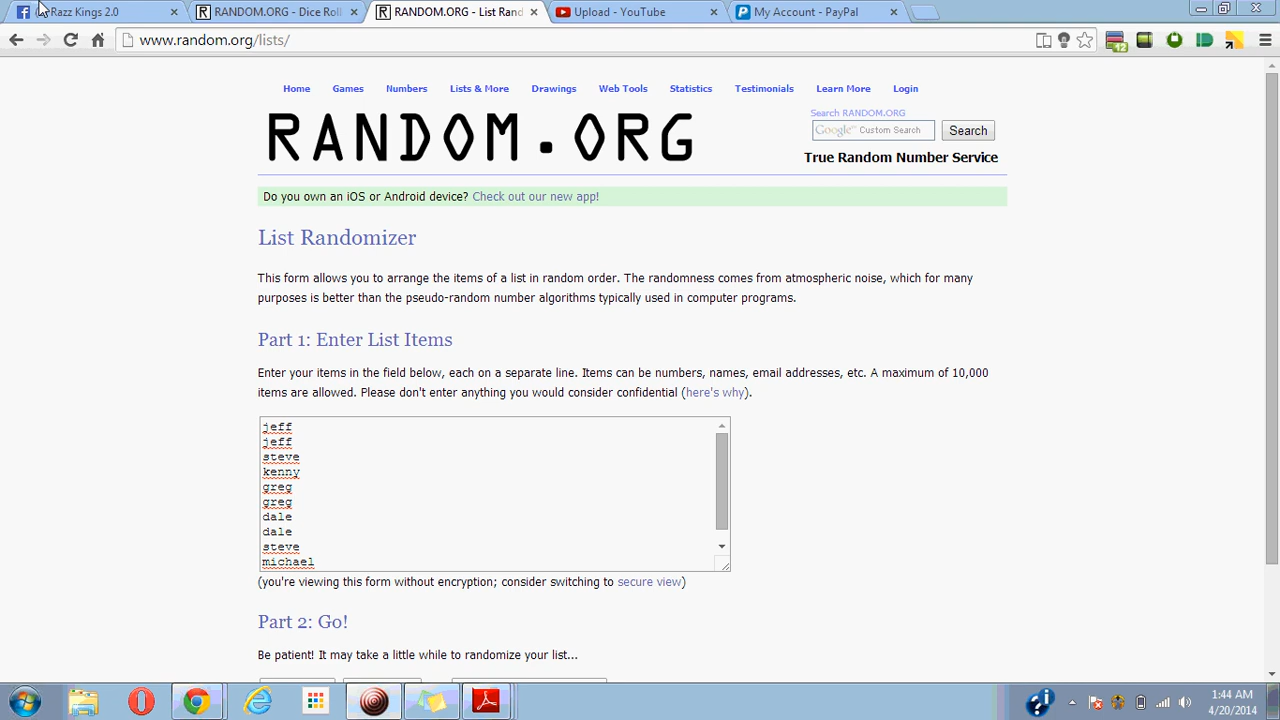 Razz Kings 2.0
RANDOM.ORG - Dice Roll
RANDOM.ORG - List Ran
Upload - YouTube
My Account - PayPal
www.random.org/lists/
12
Home Games Numbers Lists & More Drawings Web Tools Statistics Testimonials Learn More Login
RANDOM.ORG
Search RANDOM.ORG
Google™ Custom Search
Search
True Random Number Service
Do you own an iOS or Android device? Check out our new app!
List Randomizer
This form allows you to arrange the items of a list in random order. The randomness comes from atmospheric noise, which for many
purposes is better than the pseudo-random number algorithms typically used in computer programs.
Part 1: Enter List Items
Enter your items in the field below, each on a separate line. Items can be numbers, names, email addresses, etc. A maximum of 10,000
items are allowed. Please don't enter anything you would consider confidential (here's why).
jeff
jeff
steve
kenny
greg
greg
dale
dale
steve
michael
(you're viewing this form without encryption; consider switching to secure view)
Part 2: Go!
Be patient! It may take a little while to randomize your list...
1:44 AM
4/20/2014